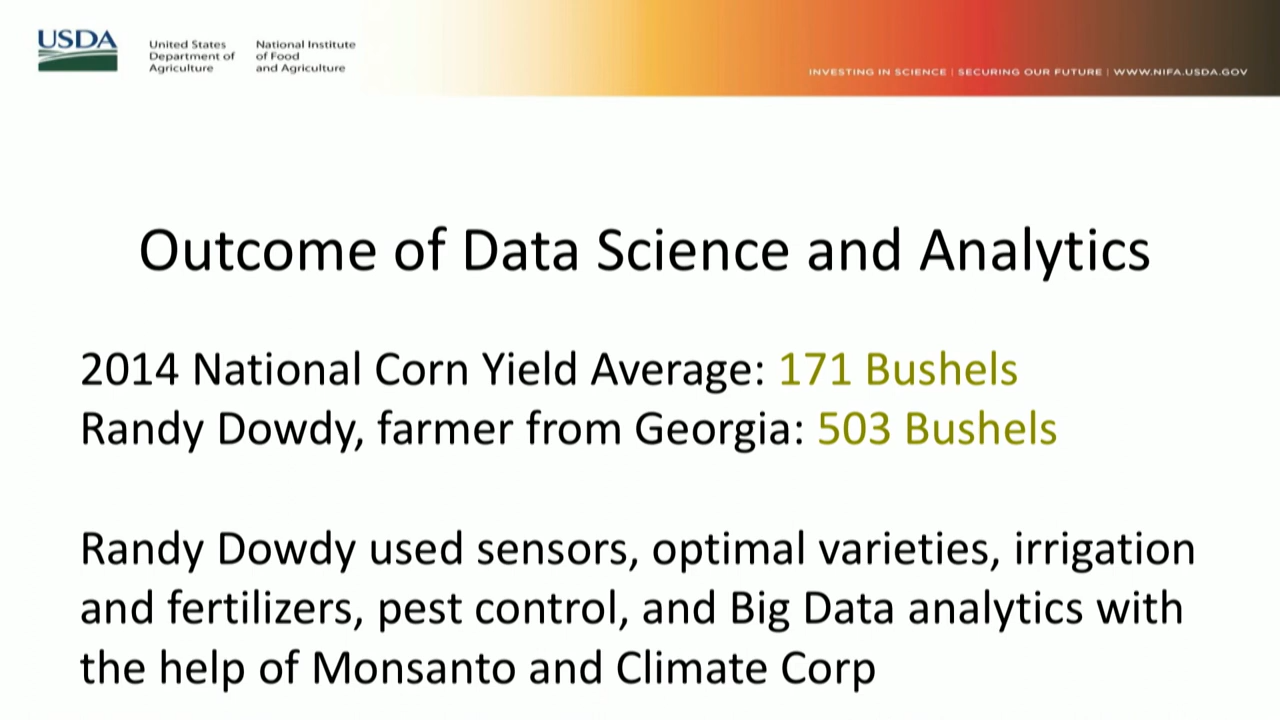 USDA
United States
Department of
Agriculture
National Institute
of Food
and Agriculture
INVESTING IN SCIENCE | SECURING OUR FUTURE | WWW.NIFA.USDA.GOV
Outcome of Data Science and Analytics
2014 National Corn Yield Average: 171 Bushels
Randy Dowdy, farmer from Georgia: 503 Bushels
Randy Dowdy used sensors, optimal varieties, irrigation
and fertilizers, pest control, and Big Data analytics with
the help of Monsanto and Climate Corp